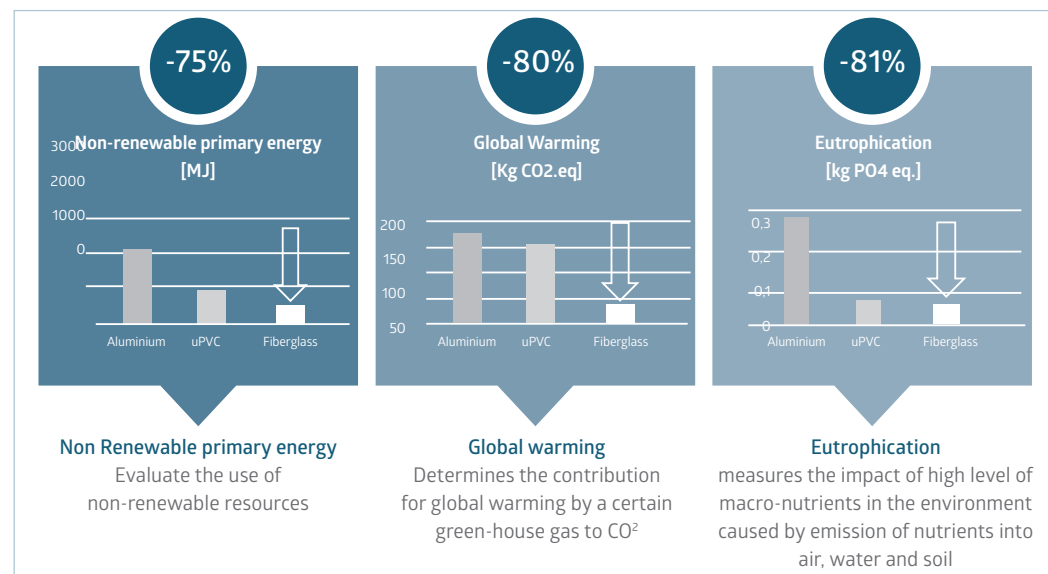 -75%
Non-renewable primary energy
[MJ]
3000
2000
1000
0
Aluminium uPVC Fiberglass
Non Renewable primary energy
Evaluate the use of
non-renewable resources
-80%
Global Warming
[Kg CO2.eq]
200
150
100
50
Aluminium uPVC Fiberglass
Global warming
Determines the contribution
for global warming by a certain
green-house gas to CO²
-81%
Eutrophication
[kg PO4 eq.]
0,3
0,2
0,1
0
Aluminium uPVC Fiberglass
Eutrophication
measures the impact of high level of
macro-nutrients in the environment
caused by emission of nutrients into
air, water and soil